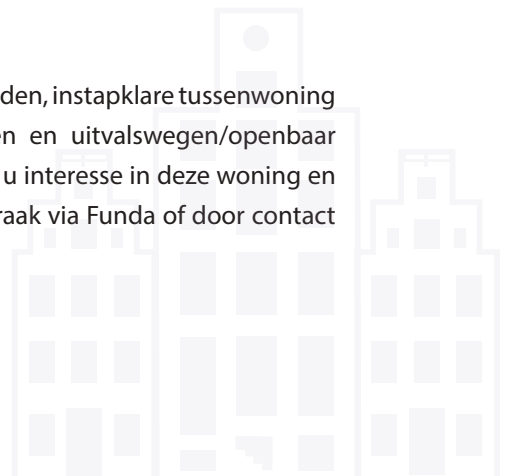 den, instapklare tussenwoning
en en uitvalswegen/openbaar
u interesse in deze woning en
raak via Funda of door contact